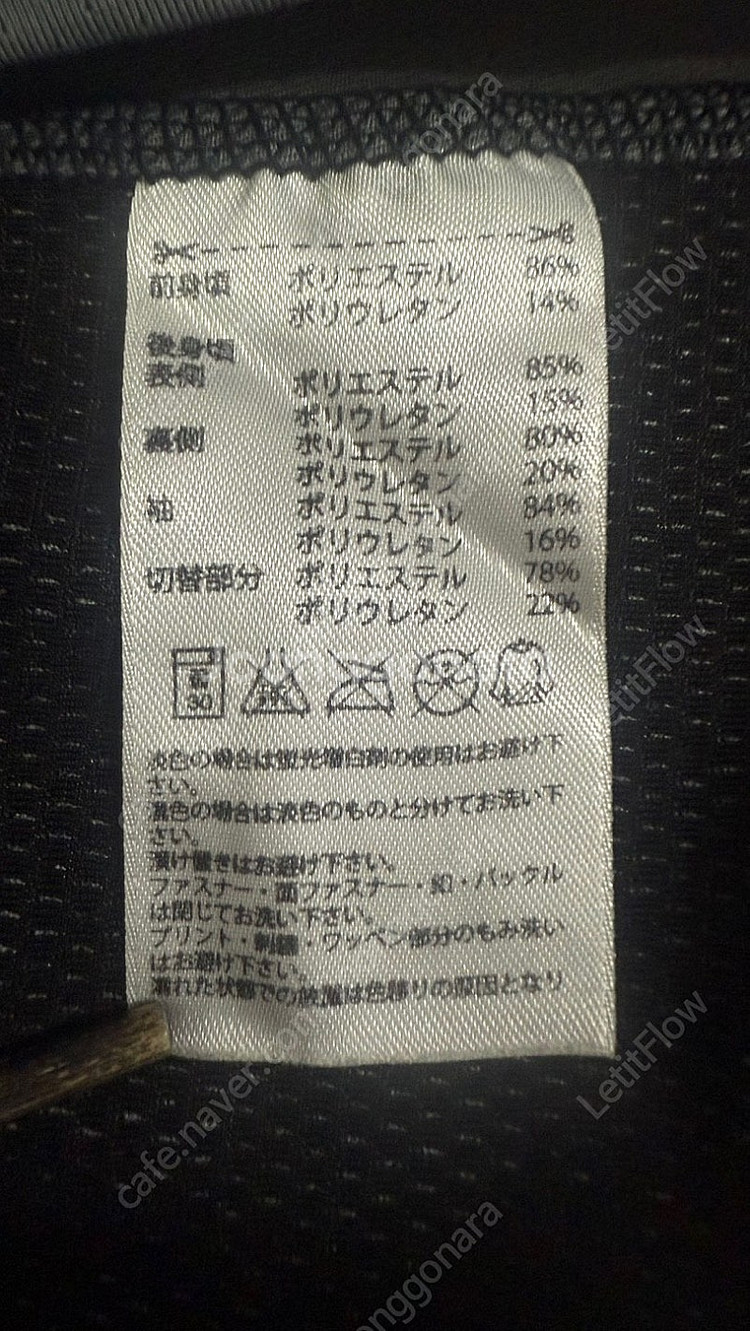 前身頃 ポリエステル 86%
ポリウレタン 14%
後身頃
表側 ポリエステル 85%
ポリウレタン 15%
裏側 ポリエステル 80%
ポリウレタン 20%
袖 ポリエステル 84%
ポリウレタン 16%
切替部分 ポリエステル 78%
ポリウレタン 22%
30
淡色の場合は蛍光増白剤の使用はお避け下
さい。
濃色の場合は淡色のものと分けてお洗い下
さい。
漬け置きはお避け下さい。
ファスナー・面ファスナー・釦・バックル
は閉じてお洗い下さい。
プリント・刺繍・ワッペン部分のもみ洗い
はお避け下さい。
濡れた状態での放置は色移りの原因となり
LetitFlow
LetitFlow
LetitFlow
cafe.naver.co
onggonara
gonara